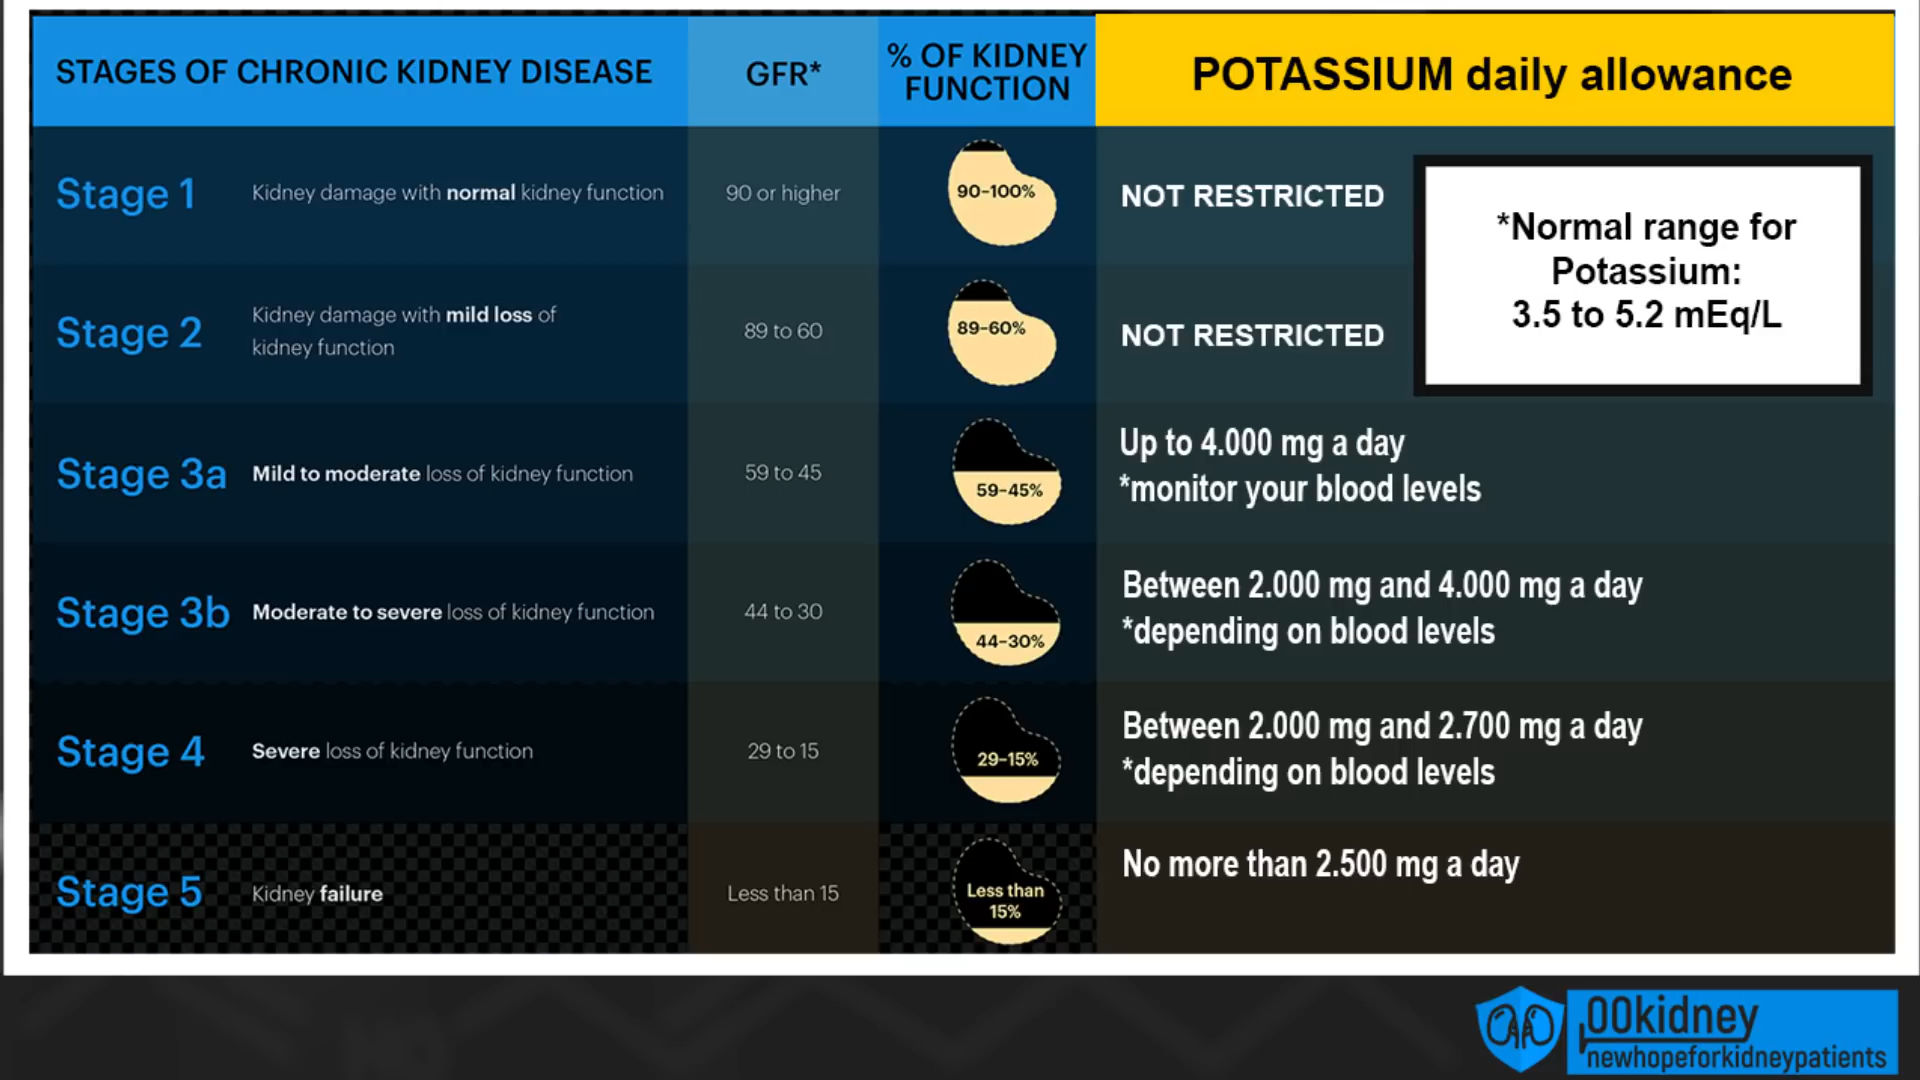 STAGES OF CHRONIC KIDNEY DISEASE
GFR*
% OF KIDNEY
FUNCTION
POTASSIUM daily allowance
Stage 1
Kidney damage with normal kidney function
90 or higher
90-100%
NOT RESTRICTED
*Normal range for
Potassium:
3.5 to 5.2 mEq/L
Stage 2
Kidney damage with mild loss of
kidney function
89 to 60
89-60%
NOT RESTRICTED
Stage 3a
Mild to moderate loss of kidney function
59 to 45
59-45%
Up to 4.000 mg a day
*monitor your blood levels
Stage 3b
Moderate to severe loss of kidney function
44 to 30
44-30%
Between 2.000 mg and 4.000 mg a day
*depending on blood levels
Stage 4
Severe loss of kidney function
29 to 15
29-15%
Between 2.000 mg and 2.700 mg a day
*depending on blood levels
Stage 5
Kidney failure
Less than 15
Less than
15%
No more than 2.500 mg a day
00kidney
newhopeforkidneypatients